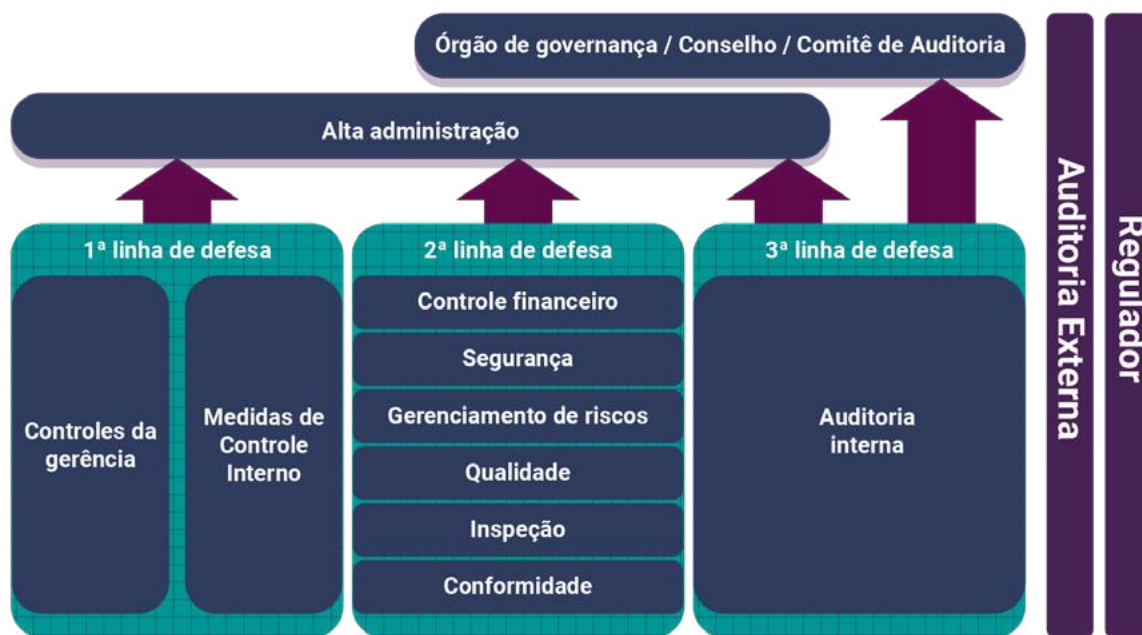 Órgão de governança / Conselho / Comitê de Auditoria
Alta administração
1ª linha de defesa
Controles da
gerência
Medidas de
Controle
Interno
2ª linha de defesa
Controle financeiro
Segurança
Gerenciamento de riscos
Qualidade
Inspeção
Conformidade
3ª linha de defesa
Auditoria
interna
Auditoria Externa
Regulador